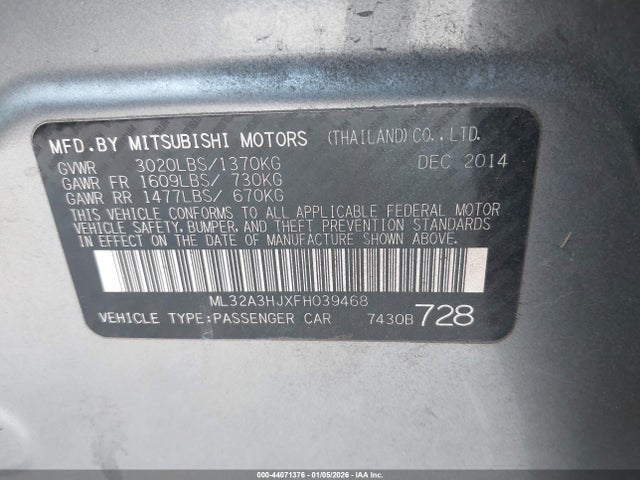 MFD.BY MITSUBISHI MOTORS (THAILAND)CO.,LTD.
GVWR 3020LBS/1370KG DEC 2014
GAWR FR 1609LBS/ 730KG
GAWR RR 1477LBS/ 670KG
THIS VEHICLE CONFORMS TO ALL APPLICABLE FEDERAL MOTOR
VEHICLE SAFETY, BUMPER, AND THEFT PREVENTION STANDARDS
IN EFFECT ON THE DATE OF MANUFACTURE SHOWN ABOVE.
ML32A3HJXFH039468
VEHICLE TYPE:PASSENGER CAR 7430B 728
000-44071376 | 01/05/2026 - IAAI.COM